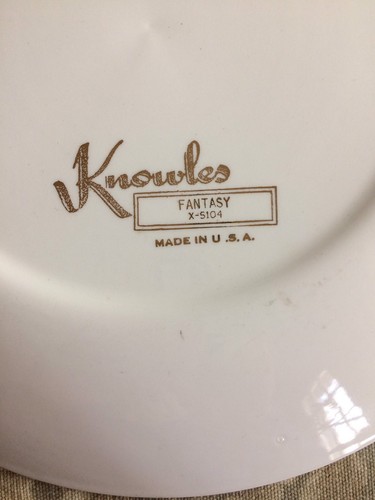 Knowles
FANTASY
X-5104
MADE IN U.S.A.